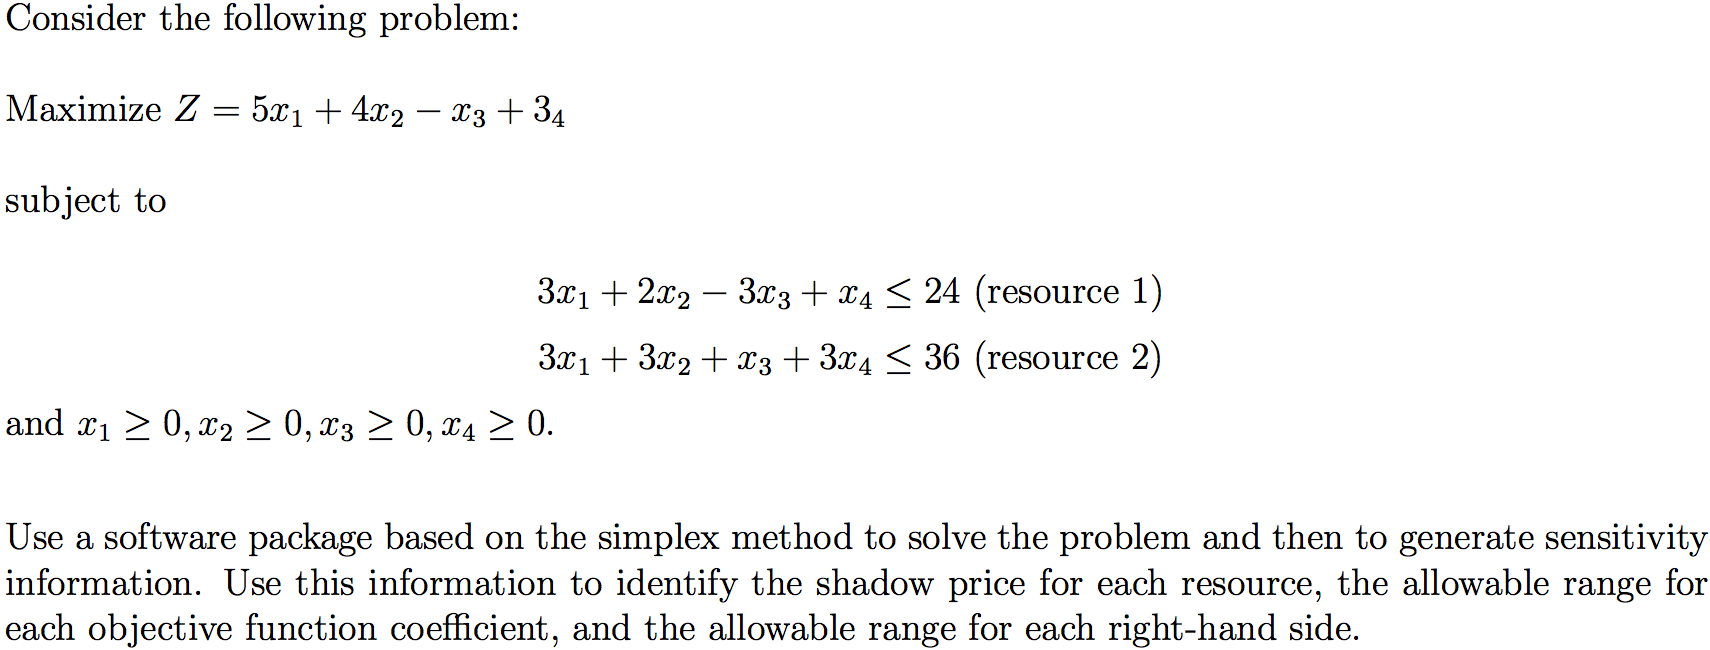 Consider the following problem:
Maximize Z = 5x₁ + 4x₂ − x₃ + 3₄
subject to
3x₁ + 2x₂ − 3x₃ + x₄ ≤ 24 (resource 1)
3x₁ + 3x₂ + x₃ + 3x₄ ≤ 36 (resource 2)
and x₁ ≥ 0, x₂ ≥ 0, x₃ ≥ 0, x₄ ≥ 0.
Use a software package based on the simplex method to solve the problem and then to generate sensitivity
information. Use this information to identify the shadow price for each resource, the allowable range for
each objective function coefficient, and the allowable range for each right-hand side.